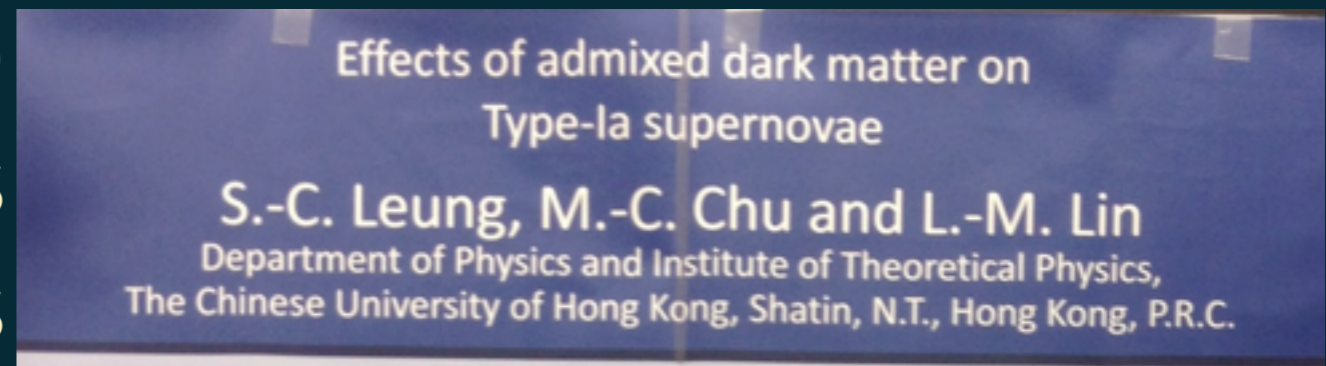 Effects of admixed dark matter on
Type-Ia supernovae
S.-C. Leung, M.-C. Chu and L.-M. Lin
Department of Physics and Institute of Theoretical Physics,
The Chinese University of Hong Kong, Shatin, N.T., Hong Kong, P.R.C.